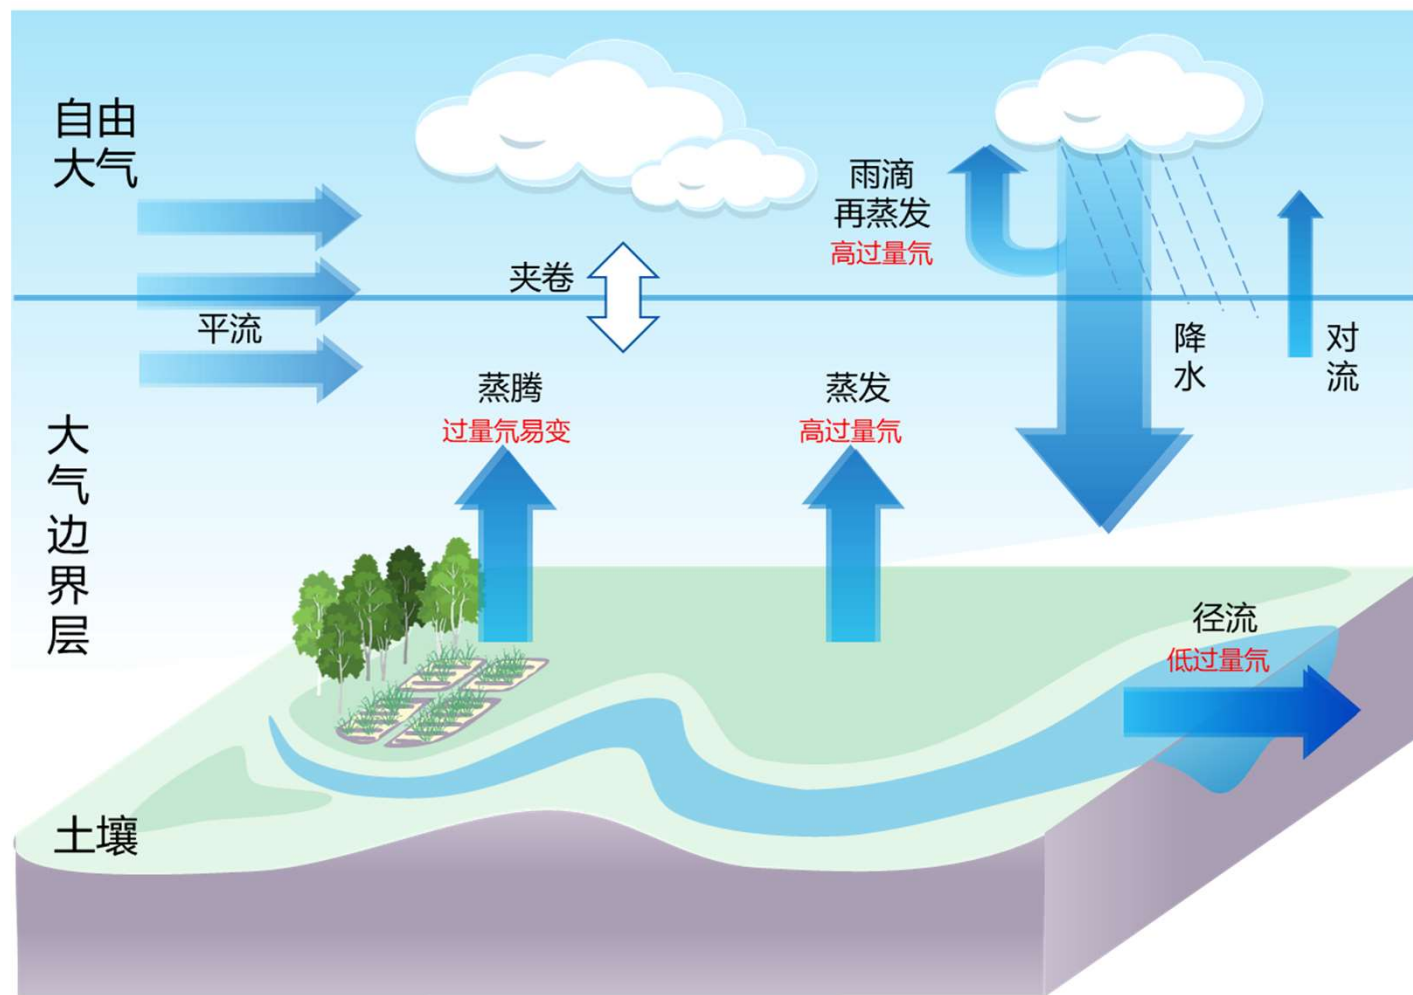 自由
大气
雨滴
再蒸发
高过量氘
夹卷
平流
降
水
对
流
蒸腾
过量氘易变
蒸发
高过量氘
大
气
边
界
层
径流
低过量氘
土壤